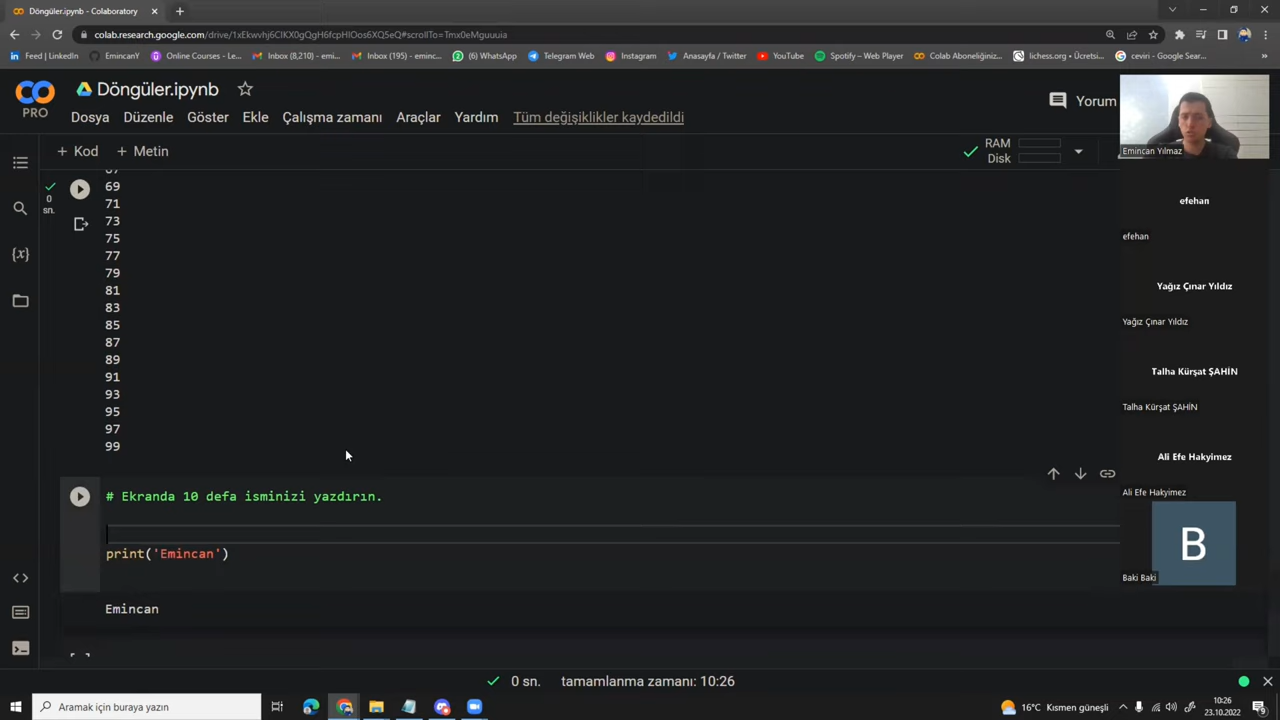 Döngüler.ipynb - Colaboratory
colab.research.google.com/drive/1xEkwvhj6CIKX0gQgH6fcpHIOos6XQ5eQ#scrollTo=Tmx0eMguuuia
Feed | LinkedIn
EmincanY
Online Courses - Le...
Inbox (8,210) - emi...
Inbox (195) - eminc...
(2) WhatsApp
Telegram Web
Instagram
Anasayfa / Twitter
YouTube
Spotify – Web Player
Colab Aboneliğiniz...
lichess.org • Ücretsi...
ceviri - Google Sear...
PRO
Döngüler.ipynb
Dosya Düzenle Göster Ekle Çalışma zamanı Araçlar Yardım Tüm değişiklikler kaydedildi
Yorum
+ Kod + Metin
RAM
Disk
Emincan Yılmaz
0
sn.
67
69
71
73
75
77
79
81
83
85
87
89
91
93
95
97
99
# Ekranda 10 defa isminizi yazdırın.
print('Emincan')
Emincan
[ ]
efehan
efehan
Yağız Çınar Yıldız
Yağız Çınar Yıldız
Talha Kürşat ŞAHİN
Talha Kürşat ŞAHİN
Ali Efe Hakyimez
Ali Efe Hakyimez
B
Baki Baki
0 sn. tamamlanma zamanı: 10:26
Aramak için buraya yazın
16°C Kısmen güneşli
10:26
23.10.2022